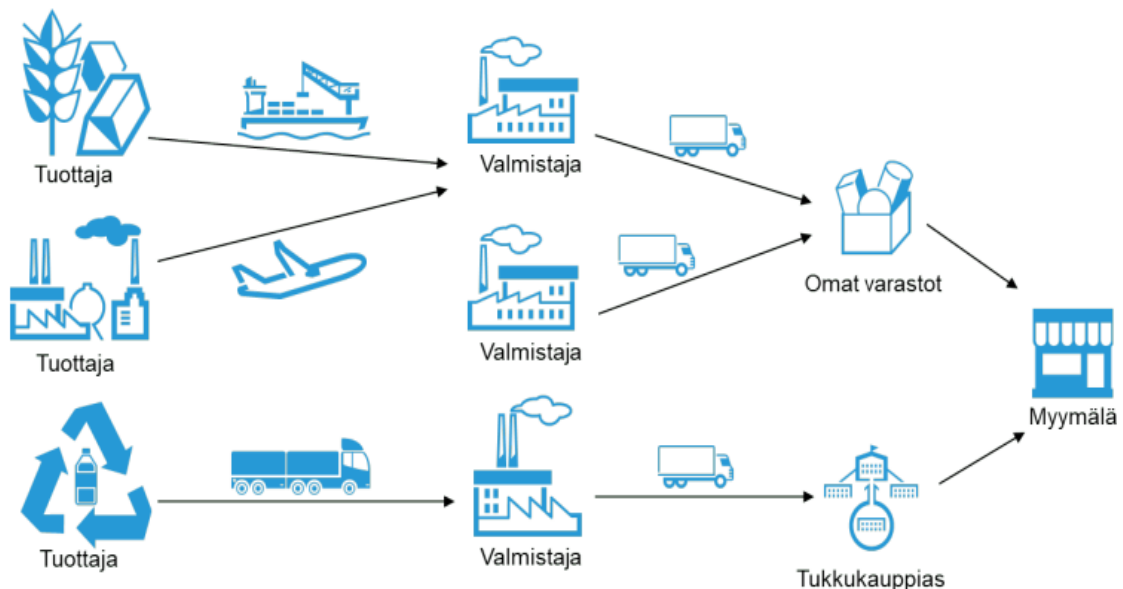 Tuottaja
Valmistaja
Tuottaja
Valmistaja
Omat varastot
Myymälä
Tuottaja
Valmistaja
Tukkukauppias